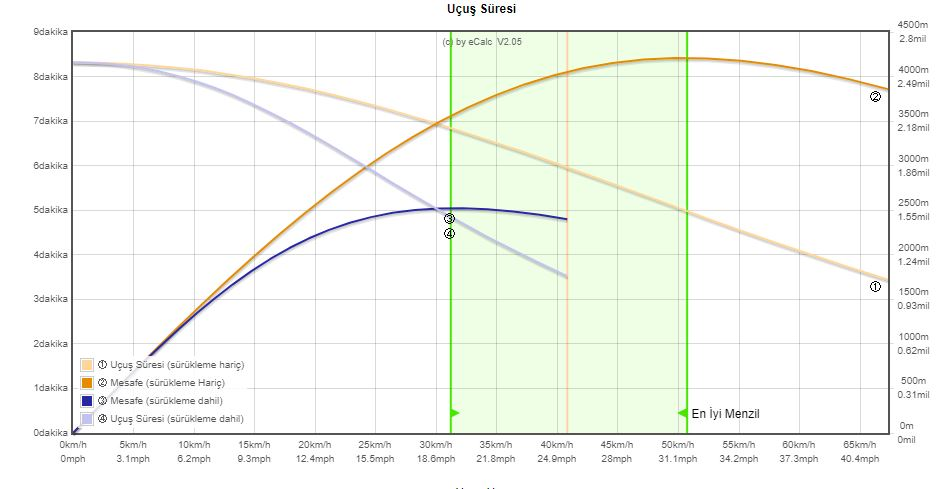 Uçuş Süresi
9dakika
8dakika
7dakika
6dakika
5dakika
4dakika
3dakika
2dakika
1dakika
0dakika
(c) by eCalc V2.05
4500m
2.8mil
4000m
2.49mil
3500m
2.18mil
3000m
1.86mil
2500m
1.55mil
2000m
1.24mil
1500m
0.93mil
1000m
0.62mil
500m
0.31mil
0m
0mil
②
①
③
④
① Uçuş Süresi (sürükleme hariç)
② Mesafe (sürükleme Hariç)
③ Mesafe (sürükleme dahil)
④ Uçuş Süresi (sürükleme dahil)
En İyi Menzil
0km/h 5km/h 10km/h 15km/h 20km/h 25km/h 30km/h 35km/h 40km/h 45km/h 50km/h 55km/h 60km/h 65km/h
0mph 3.1mph 6.2mph 9.3mph 12.4mph 15.5mph 18.6mph 21.8mph 24.9mph 28mph 31.1mph 34.2mph 37.3mph 40.4mph